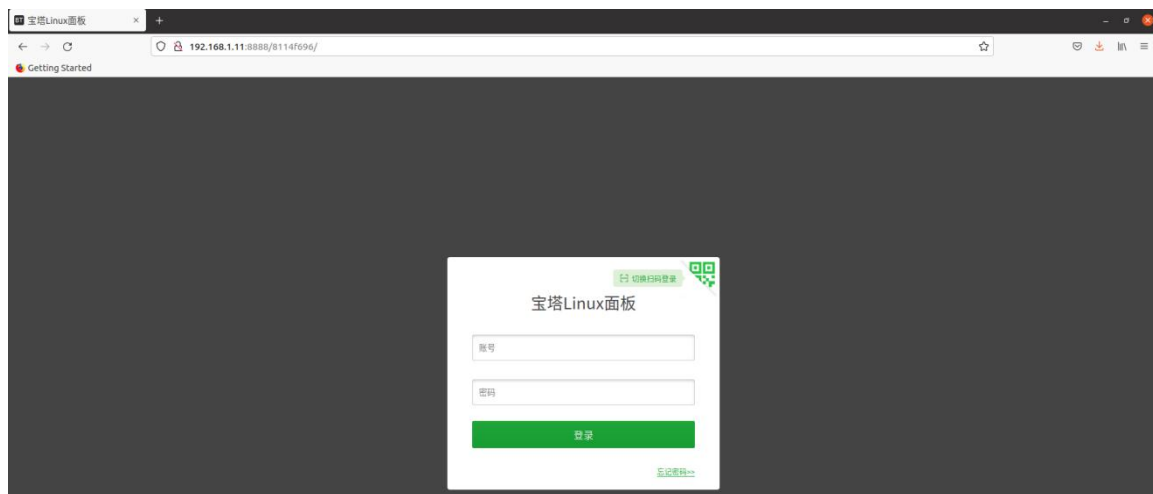 BT 宝塔Linux面板
192.168.1.11:8888/8114f696/
Getting Started
切换扫码登录
宝塔Linux面板
账号
密码
登录
忘记密码>>